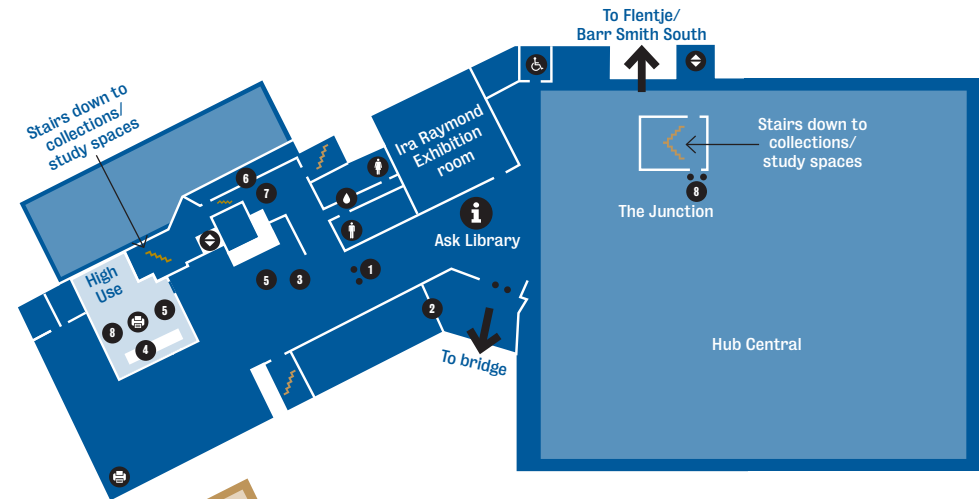 To Flentje/
Barr Smith South
Stairs down to
collections/
study spaces
Ira Raymond
Exhibition
room
Stairs down to
collections/
study spaces
6
7
8
The Junction
i
Ask Library
High
Use
5
3
1
5
8
4
2
To bridge
Hub Central